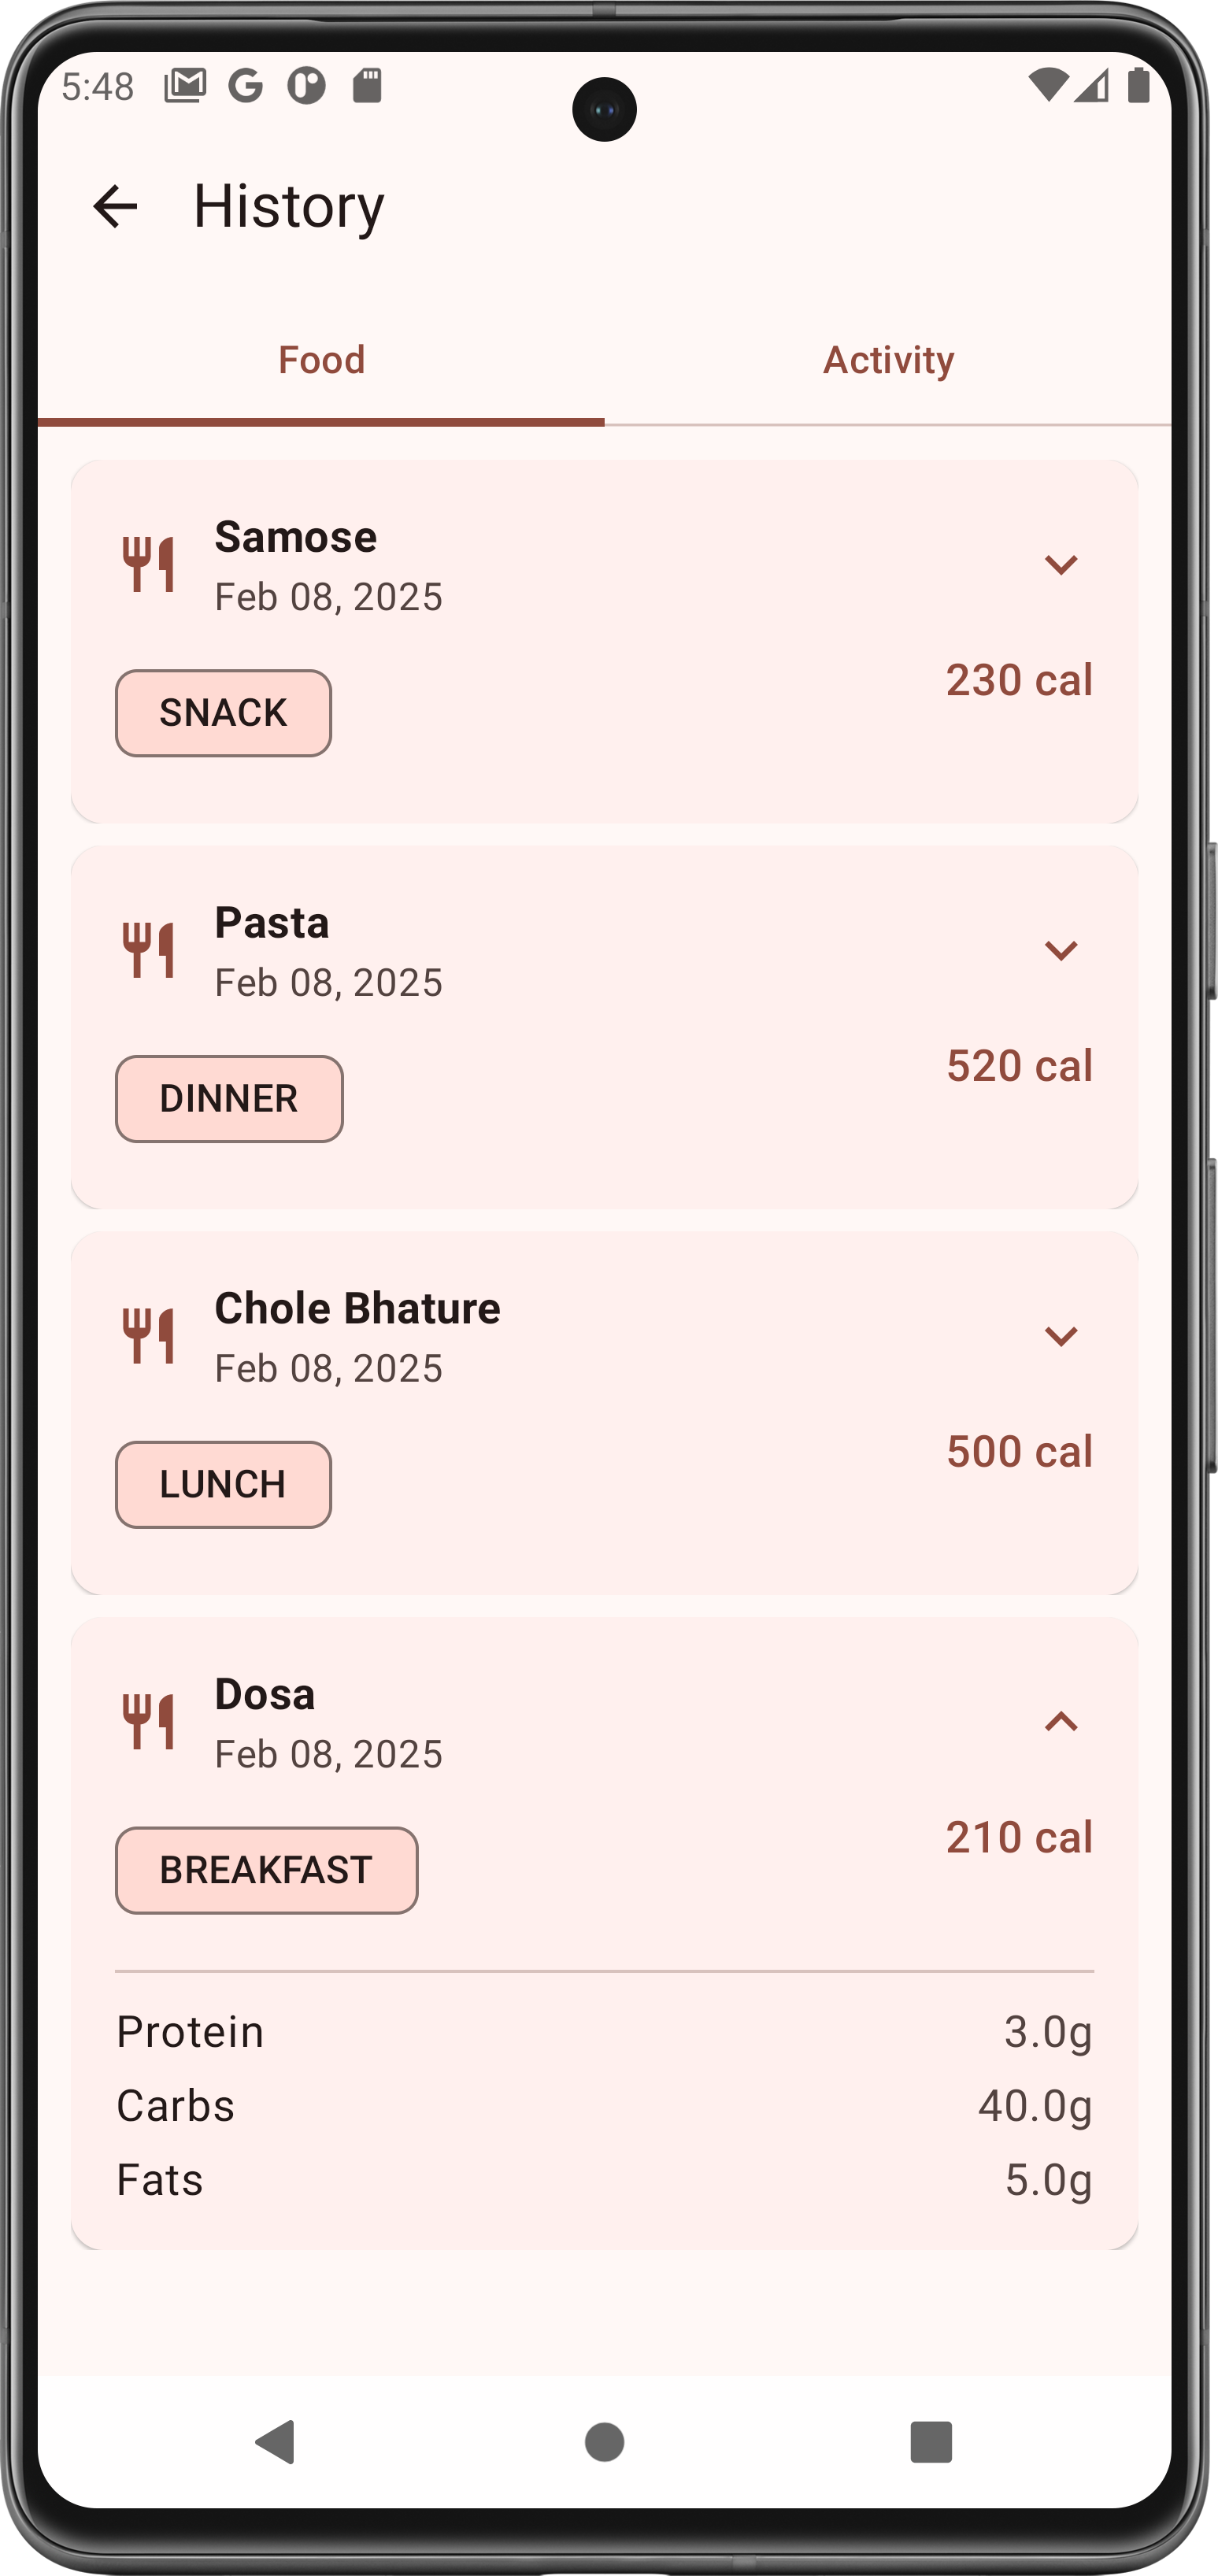 5:48
History
Food Activity
Samose
Feb 08, 2025
230 cal
SNACK
Pasta
Feb 08, 2025
520 cal
DINNER
Chole Bhature
Feb 08, 2025
500 cal
LUNCH
Dosa
Feb 08, 2025
210 cal
BREAKFAST
Protein 3.0g
Carbs 40.0g
Fats 5.0g